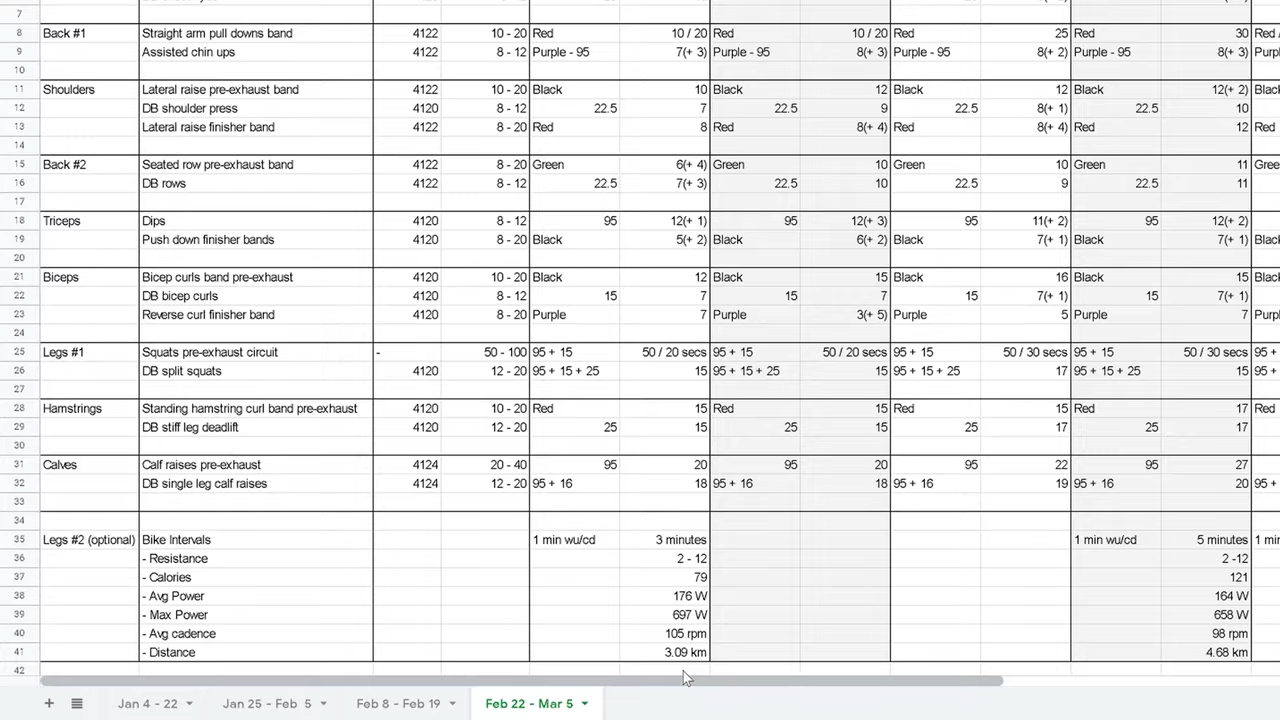 7
8 Back #1 Straight arm pull downs band 4122 10 - 20 Red 10 / 20 Red 10 / 20 Red 25 Red 30 Red /
9 Assisted chin ups 4122 8 - 12 Purple - 95 7(+ 3) Purple - 95 8(+ 3) Purple - 95 8(+ 2) Purple - 95 8(+ 3) Purpl
10
11 Shoulders Lateral raise pre-exhaust band 4122 10 - 20 Black 10 Black 12 Black 12 Black 12(+ 2) Black
12 DB shoulder press 4122 8 - 12 22.5 7 22.5 9 22.5 8(+ 1) 22.5 10
13 Lateral raise finisher band 4122 8 - 20 Red 8 Red 8(+ 4) Red 8(+ 4) Red 12 Red
14
15 Back #2 Seated row pre-exhaust band 4122 8 - 20 Green 6(+ 4) Green 10 Green 10 Green 11 Gree
16 DB rows 4122 8 - 12 22.5 7(+ 3) 22.5 10 22.5 9 22.5 11
17
18 Triceps Dips 4120 8 - 12 95 12(+ 1) 95 12(+ 3) 95 11(+ 2) 95 12(+ 2)
19 Push down finisher bands 4120 8 - 20 Black 5(+ 2) Black 6(+ 2) Black 7(+ 1) Black 7(+ 1) Black
20
21 Biceps Bicep curls band pre-exhaust 4120 10 - 20 Black 12 Black 15 Black 16 Black 15 Black
22 DB bicep curls 4120 8 - 12 15 7 15 7 15 7(+ 1) 15 7(+ 1)
23 Reverse curl finisher band 4120 8 - 20 Purple 7 Purple 3(+ 5) Purple 5 Purple 7 Purpl
24
25 Legs #1 Squats pre-exhaust circuit - 50 - 100 95 + 15 50 / 20 secs 95 + 15 50 / 20 secs 95 + 15 50 / 30 secs 95 + 15 50 / 30 secs 95 +
26 DB split squats 4120 12 - 20 95 + 15 + 25 15 95 + 15 + 25 15 95 + 15 + 25 17 95 + 15 + 25 15 95 +
27
28 Hamstrings Standing hamstring curl band pre-exhaust 4120 10 - 20 Red 15 Red 15 Red 15 Red 17 Red
29 DB stiff leg deadlift 4120 12 - 20 25 15 25 15 25 17 25 17
30
31 Calves Calf raises pre-exhaust 4124 20 - 40 95 20 95 20 95 22 95 27
32 DB single leg calf raises 4124 12 - 20 95 + 16 18 95 + 16 18 95 + 16 19 95 + 16 20 95 +
33
34
35 Legs #2 (optional) Bike Intervals 1 min wu/cd 3 minutes 1 min wu/cd 5 minutes 1 min
36 - Resistance 2 - 12 2 -12
37 - Calories 79 121
38 - Avg Power 176 W 164 W
39 - Max Power 697 W 658 W
40 - Avg cadence 105 rpm 98 rpm
41 - Distance 3.09 km 4.68 km
42
+ Jan 4 - 22 Jan 25 - Feb 5 Feb 8 - Feb 19 Feb 22 - Mar 5